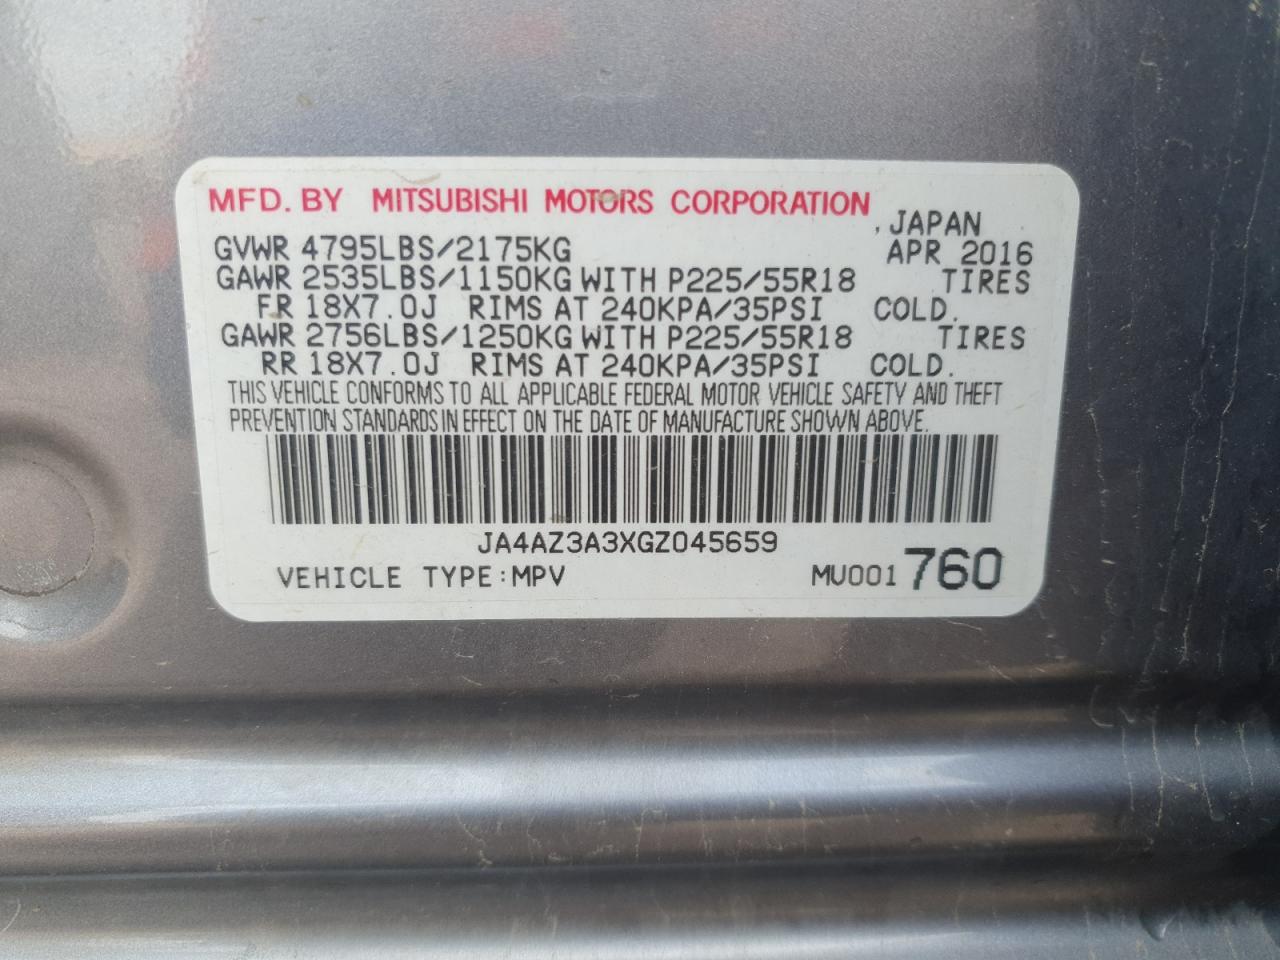 MFD. BY MITSUBISHI MOTORS CORPORATION
, JAPAN
GVWR 4795LBS/2175KG APR 2016
GAWR 2535LBS/1150KG WITH P225/55R18 TIRES
FR 18X7.0J RIMS AT 240KPA/35PSI COLD.
GAWR 2756LBS/1250KG WITH P225/55R18 TIRES
RR 18X7.0J RIMS AT 240KPA/35PSI COLD.
THIS VEHICLE CONFORMS TO ALL APPLICABLE FEDERAL MOTOR VEHICLE SAFETY AND THEFT
PREVENTION STANDARDS IN EFFECT ON THE DATE OF MANUFACTURE SHOWN ABOVE.
JA4AZ3A3XGZ045659
VEHICLE TYPE:MPV MU001 760